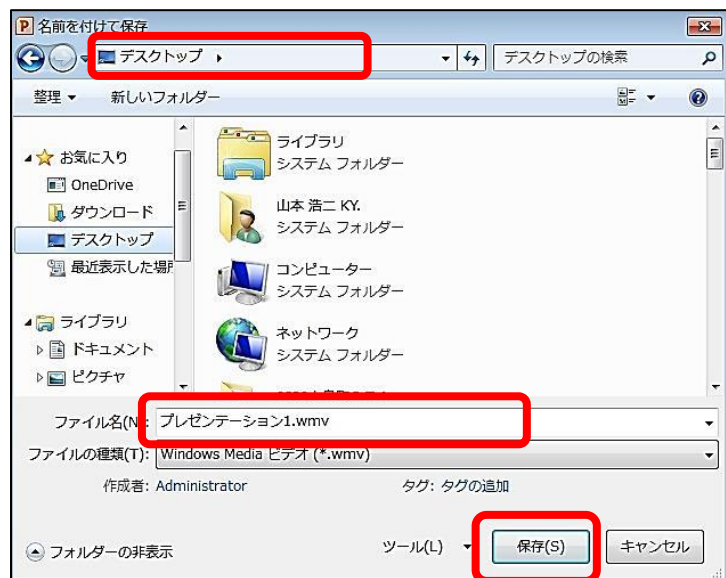 名前を付けて保存
デスクトップ
デスクトップの検索
整理
新しいフォルダー
お気に入り
OneDrive
ダウンロード
デスクトップ
最近表示した場所
ライブラリ
ドキュメント
ピクチャ
ライブラリ
システム フォルダー
山本 浩二 KY.
システム フォルダー
コンピューター
システム フォルダー
ネットワーク
システム フォルダー
ファイル名(N): プレゼンテーション1.wmv
ファイルの種類(T): Windows Media ビデオ (*.wmv)
作成者: Administrator
タグ: タグの追加
フォルダーの非表示
ツール(L)
保存(S)
キャンセル